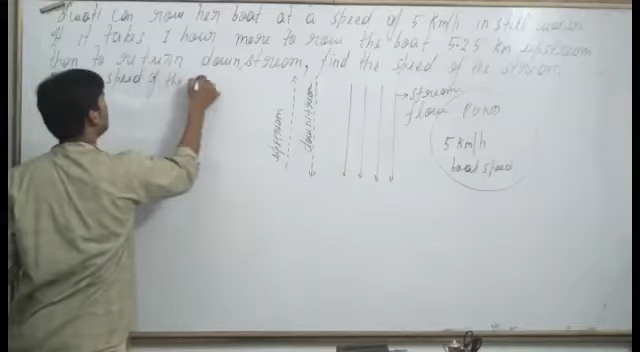 Swati can row her boat at a speed of 5 km/h in still water
If it takes 1 hour more to row the boat 5.25 km upstream
than to return downstream, find the speed of the stream.
speed of the
upstream
downstream
stream
flow
5 km/h
boat speed